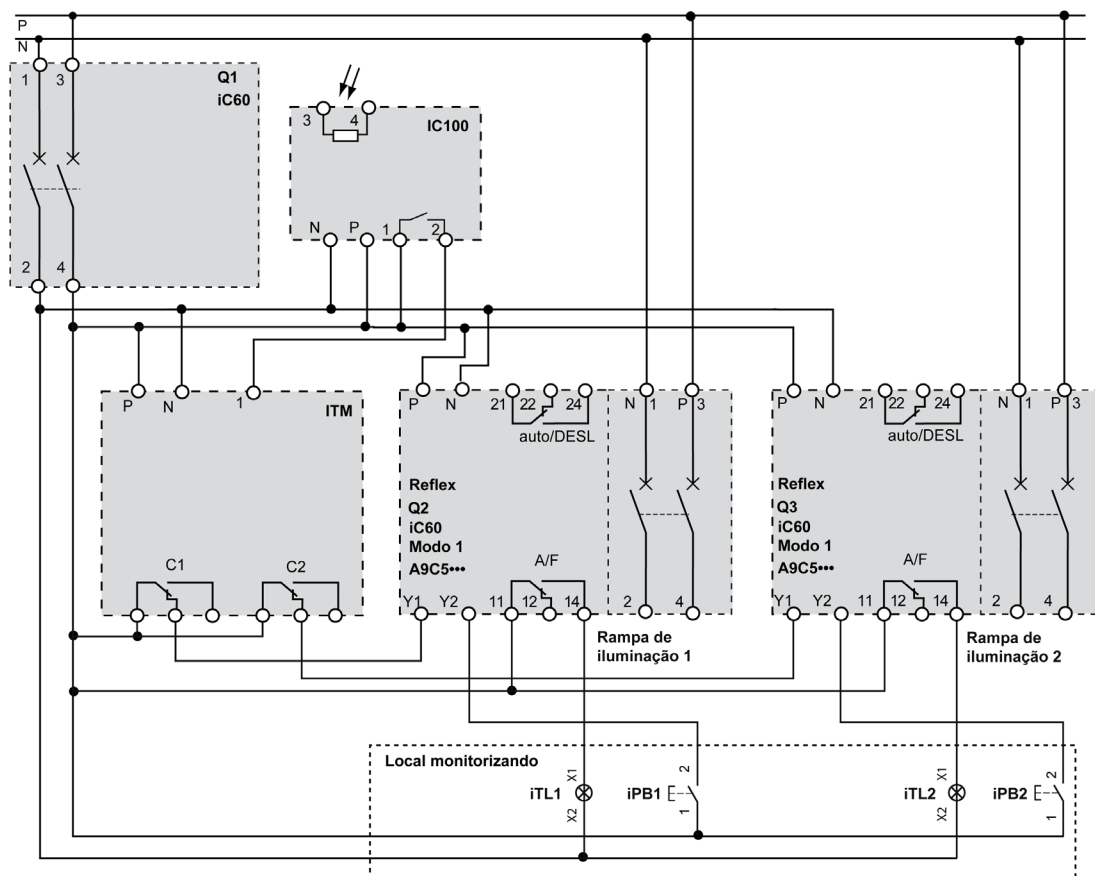 P
N
1 3
Q1
iC60
2 4
3 4
IC100
N P 1 2
P N 1
ITM
C1 C2
P N 21 22 24
auto/DESL
N 1 P 3
Reflex
Q2
iC60
Modo 1
A9C5•••
A/F
Y1 Y2 11 12 14
2 4
Rampa de
iluminação 1
P N 21 22 24
auto/DESL
N 1 P 3
Reflex
Q3
iC60
Modo 1
A9C5•••
A/F
Y1 Y2 11 12 14
2 4
Rampa de
iluminação 2
Local monitorizando
iTL1
X1
X2
iPB1
2
1
iTL2
X1
X2
iPB2
2
1